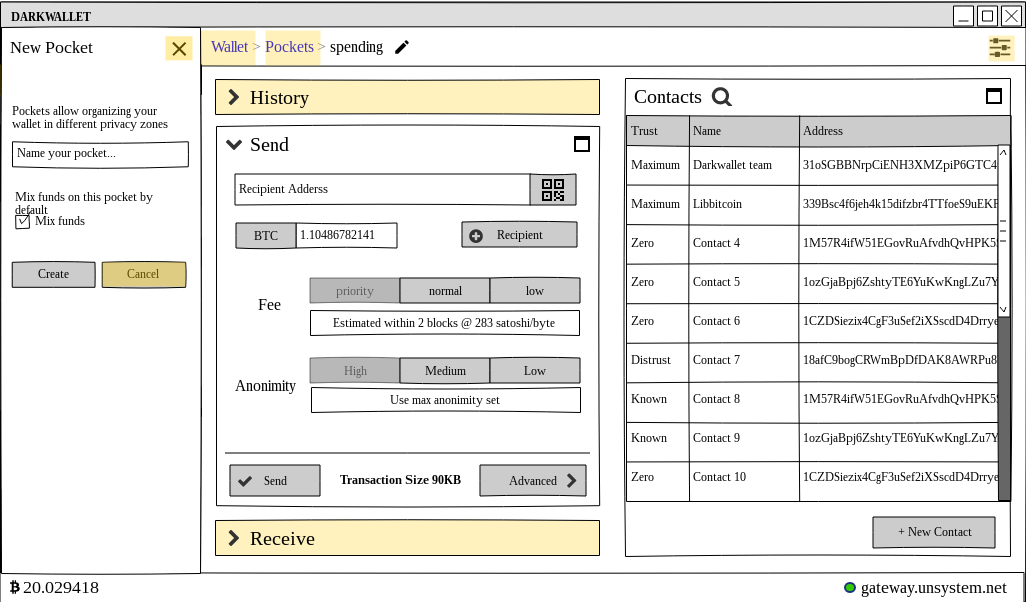 DARKWALLET
New Pocket
Pockets allow organizing your
wallet in different privacy zones
Name your pocket...
Mix funds on this pocket by
default
Mix funds
Create Cancel
Wallet > Pockets > spending
History
Send
Recipient Adderss
BTC 1.10486782141 Recipient
Fee priority normal low
Estimated within 2 blocks @ 283 satoshi/byte
Anonimity High Medium Low
Use max anonimity set
Send Transaction Size 90KB Advanced
Receive
Contacts
Trust Name Address
Maximum Darkwallet team 31oSGBBNrpCiENH3XMZpiP6GTC4
Maximum Libbitcoin 339Bsc4f6jeh4k15difzbr4TTfoeS9uEKF
Zero Contact 4 1M57R4ifW51EGovRuAfvdhQvHPK5
Zero Contact 5 1ozGjaBpj6ZshtyTE6YuKwKngLZu7Y
Zero Contact 6 1CZDSiezix4CgF3uSef2iXSscdD4Drrye
Distrust Contact 7 18afC9bogCRWmBpDfDAK8AWRPu8
Known Contact 8 1M57R4ifW51EGovRuAfvdhQvHPK5
Known Contact 9 1ozGjaBpj6ZshtyTE6YuKwKngLZu7Y
Zero Contact 10 1CZDSiezix4CgF3uSef2iXSscdD4Drrye
+ New Contact
₿ 20.029418
gateway.unsystem.net